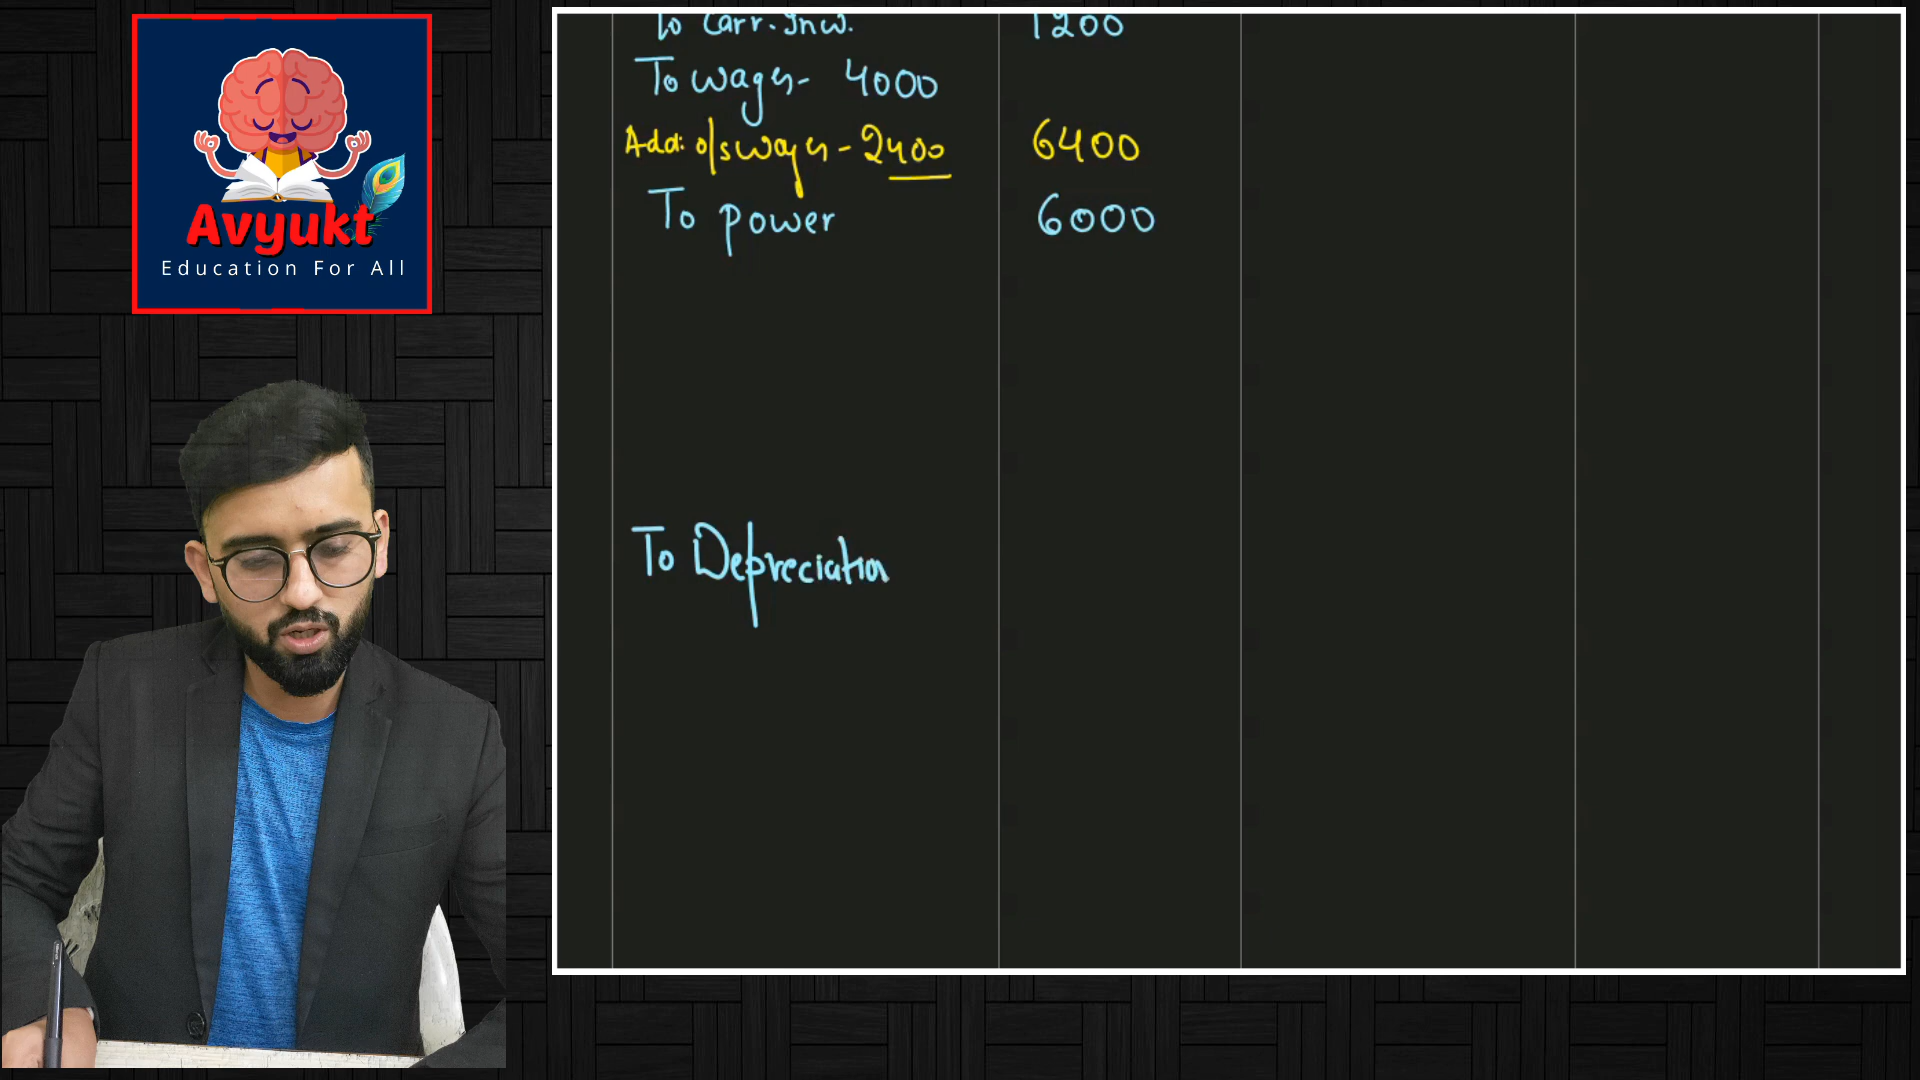 Avyukt
Education For All
To Carr. Inw. 1200
To wages - 4000
Add: o/s wages - 2400 6400
To power 6000
To Depreciation